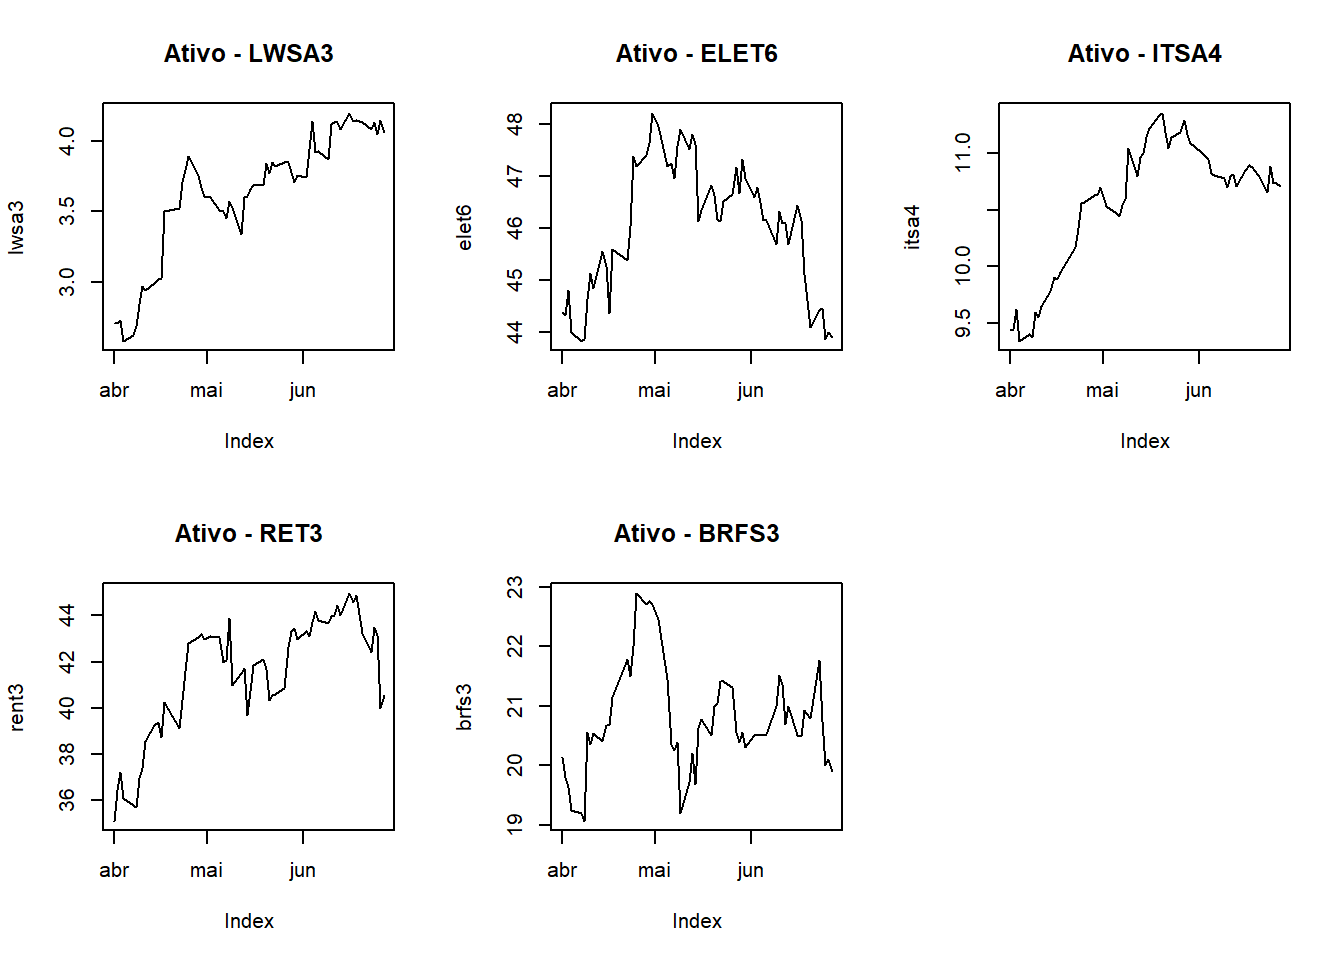 Ativo - LWSA3
lwsa3
4.0
3.5
3.0
abr mai jun
Index
Ativo - ELET6
elet6
48
47
46
45
44
abr mai jun
Index
Ativo - ITSA4
itsa4
11.0
10.0
9.5
abr mai jun
Index
Ativo - RET3
rent3
44
42
40
38
36
abr mai jun
Index
Ativo - BRFS3
brfs3
23
22
21
20
19
abr mai jun
Index